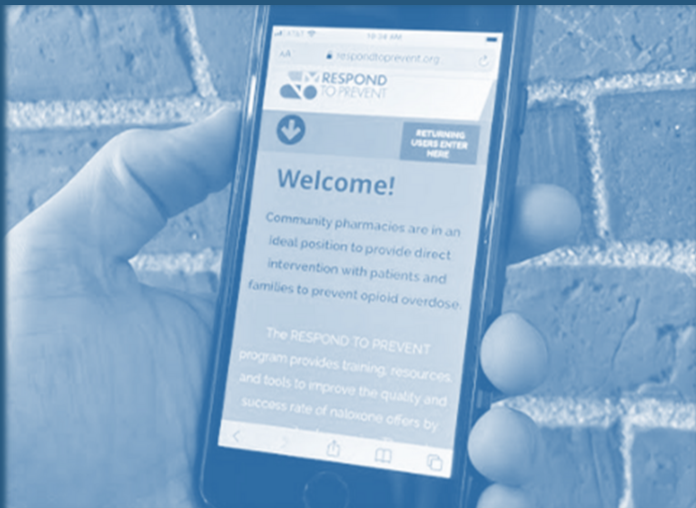 AT&T 10:34 AM
AA respondtoprevent.org
RESPOND
TO PREVENT
RETURNING
USERS ENTER
HERE
Welcome!
Community pharmacies are in an
ideal position to provide direct
intervention with patients and
families to prevent opioid overdose.
The RESPOND TO PREVENT
program provides training, resources,
and tools to improve the quality and
success rate of naloxone offers by